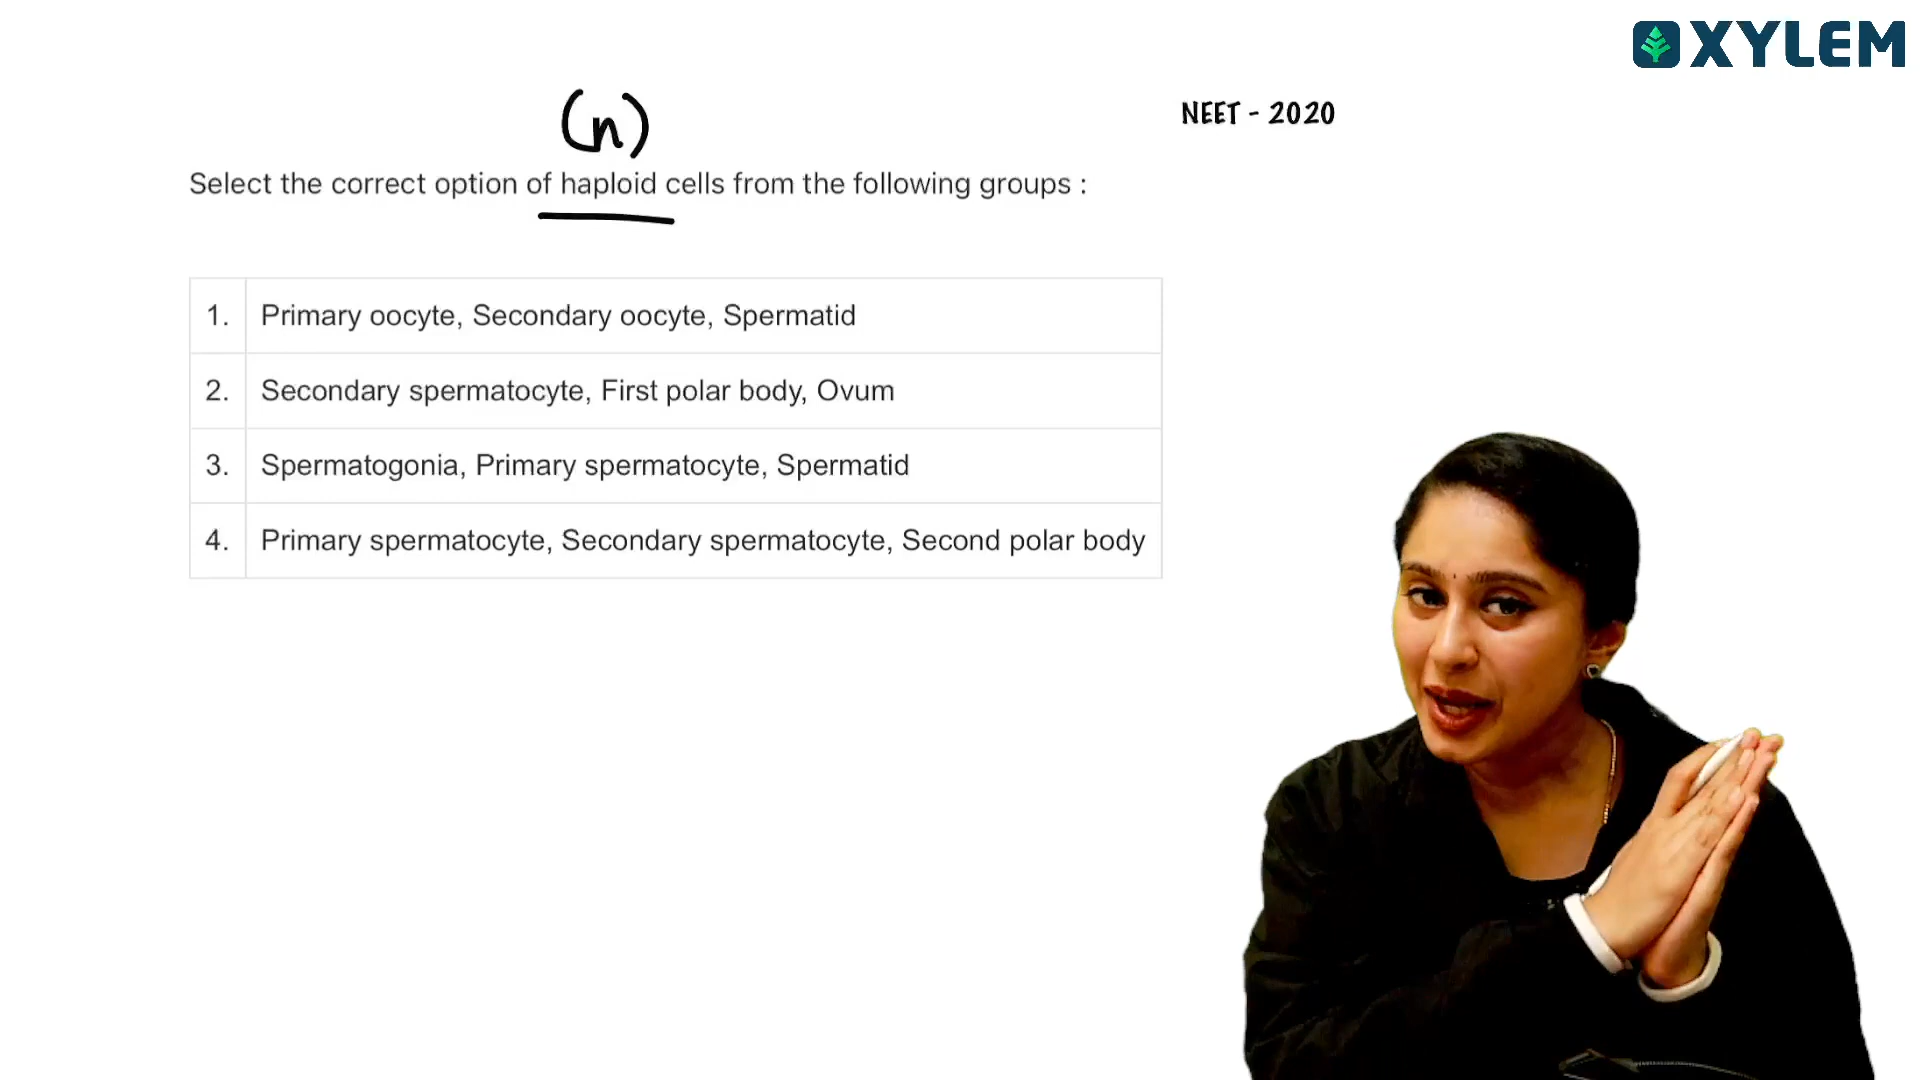 XYLEM
(n)
NEET - 2020
Select the correct option of haploid cells from the following groups :
1. Primary oocyte, Secondary oocyte, Spermatid
2. Secondary spermatocyte, First polar body, Ovum
3. Spermatogonia, Primary spermatocyte, Spermatid
4. Primary spermatocyte, Secondary spermatocyte, Second polar body